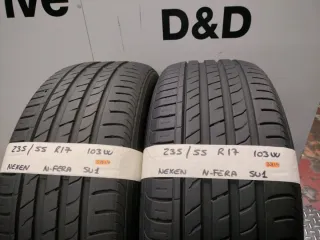 D&D
235/55 R17 103W
NEXEN N-FERA SU1
235/55 R17 103W
NEXEN N-FERA SU1